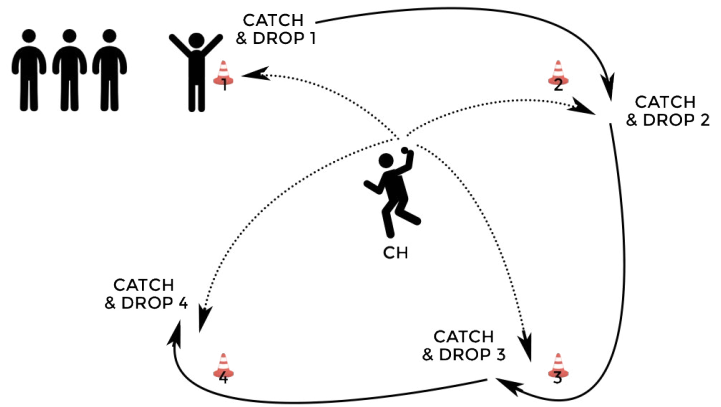 CATCH
& DROP 1
1
2
CATCH
& DROP 2
CH
CATCH
& DROP 4
CATCH
& DROP 3
4
3